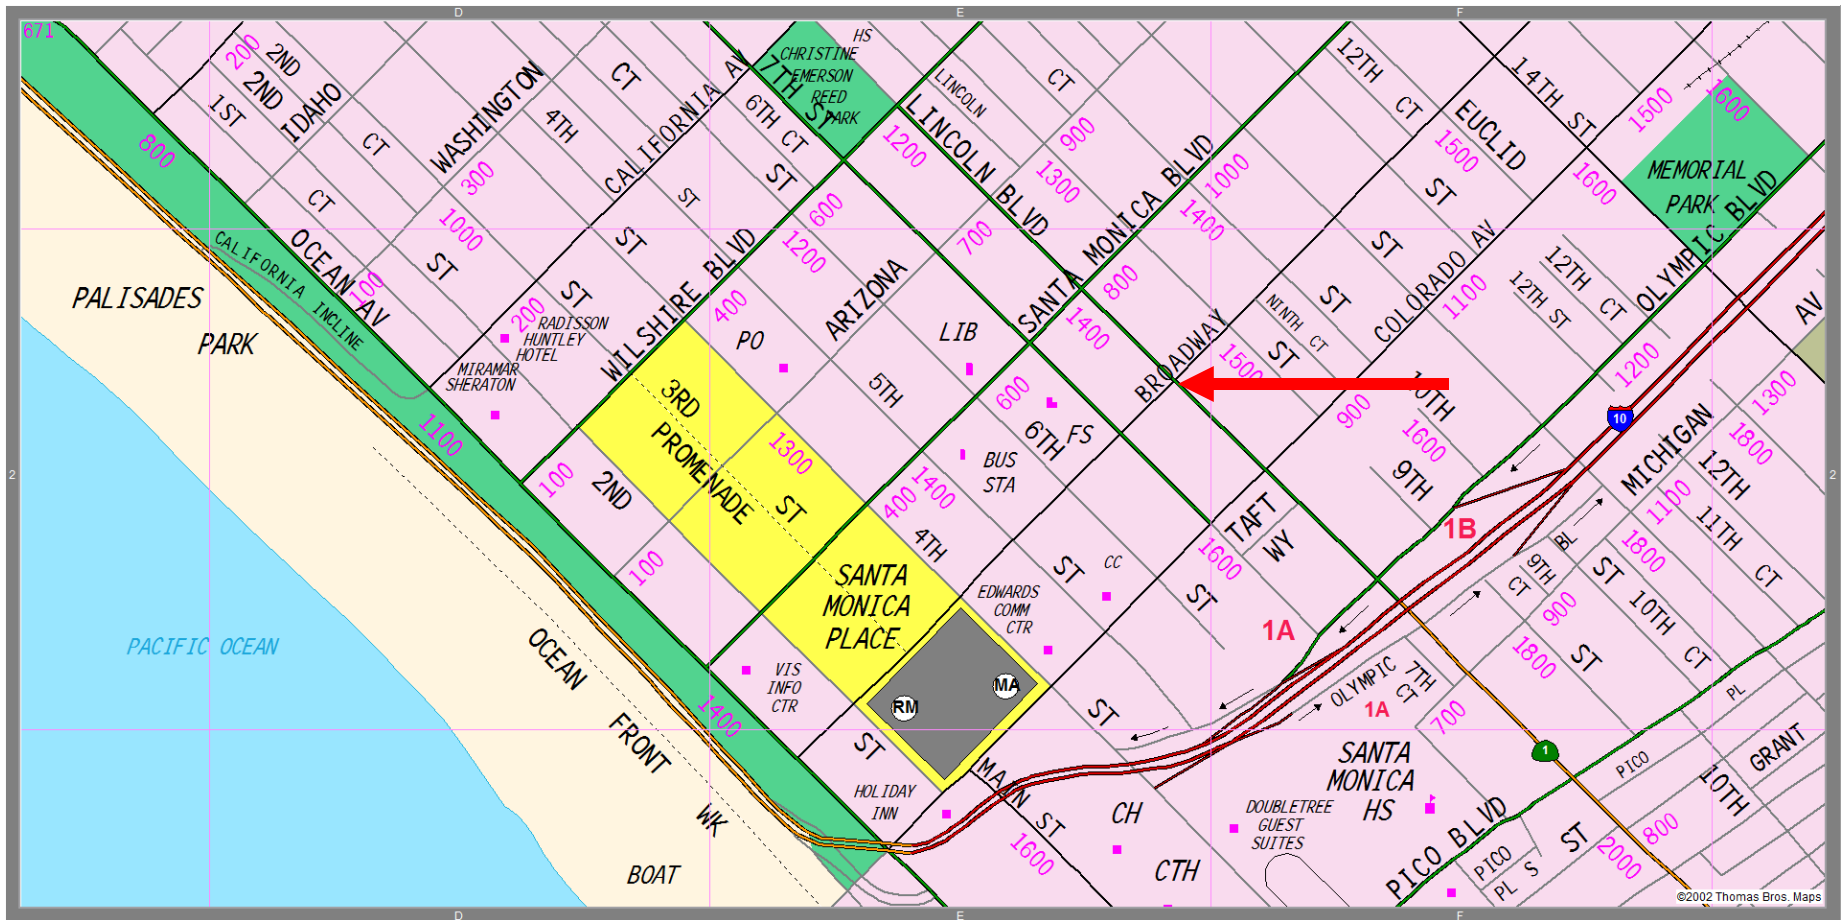 D
E
F
671
200
2ND
2ND
1ST
IDAHO
CT
WASHINGTON
4TH
CT
CALIFORNIA AV
7TH ST
6TH CT
HS
CHRISTINE
EMERSON
REED
PARK
LINCOLN
CT
900
12TH CT
14TH ST
EUCLID
1500
1600
1500
1600
MEMORIAL
PARK
800
300
1000
CT
ST
ST
ST
ST
1200
LINCOLN BLVD
1300
SANTA MONICA BLVD
1000
1400
ST
ST
COLORADO AV
OLYMPIC BLVD
12TH CT
12TH ST
OCEAN AV
CALIFORNIA INCLINE
100
ST
600
1200
700
PALISADES
PARK
200
RADISSON
HUNTLEY
HOTEL
MIRAMAR
SHERATON
WILSHIRE BLVD
400
ARIZONA
PO
LIB
800
1400
BROADWAY
NINTH CT
ST
ST
1500
1100
1200
AV
1300
3RD
PROMENADE
ST
5TH
600
6TH
FS
900
10TH
1600
10
MICHIGAN
1800
1100
100
1300
BUS
STA
1100
2
2ND
400
1400
4TH
TAFT
WY
9TH
12TH
11TH
CT
2
1B
100
SANTA
MONICA
PLACE
EDWARDS
COMM
CTR
ST
CC
1600
ST
9TH
CT
BL
1800
ST
900
10TH
CT
PACIFIC OCEAN
OCEAN
FRONT
WK
VIS
INFO
CTR
1400
RM
MA
ST
ST
1A
OLYMPIC
7TH
CT
1A
700
1800
ST
PL
1
PICO
GRANT
10TH
HOLIDAY
INN
MAIN ST
1600
CH
CTH
DOUBLETREE
GUEST
SUITES
SANTA
MONICA
HS
PICO BLVD
PICO
PL S
ST
2000
800
BOAT
©2002 Thomas Bros. Maps
D
E
F